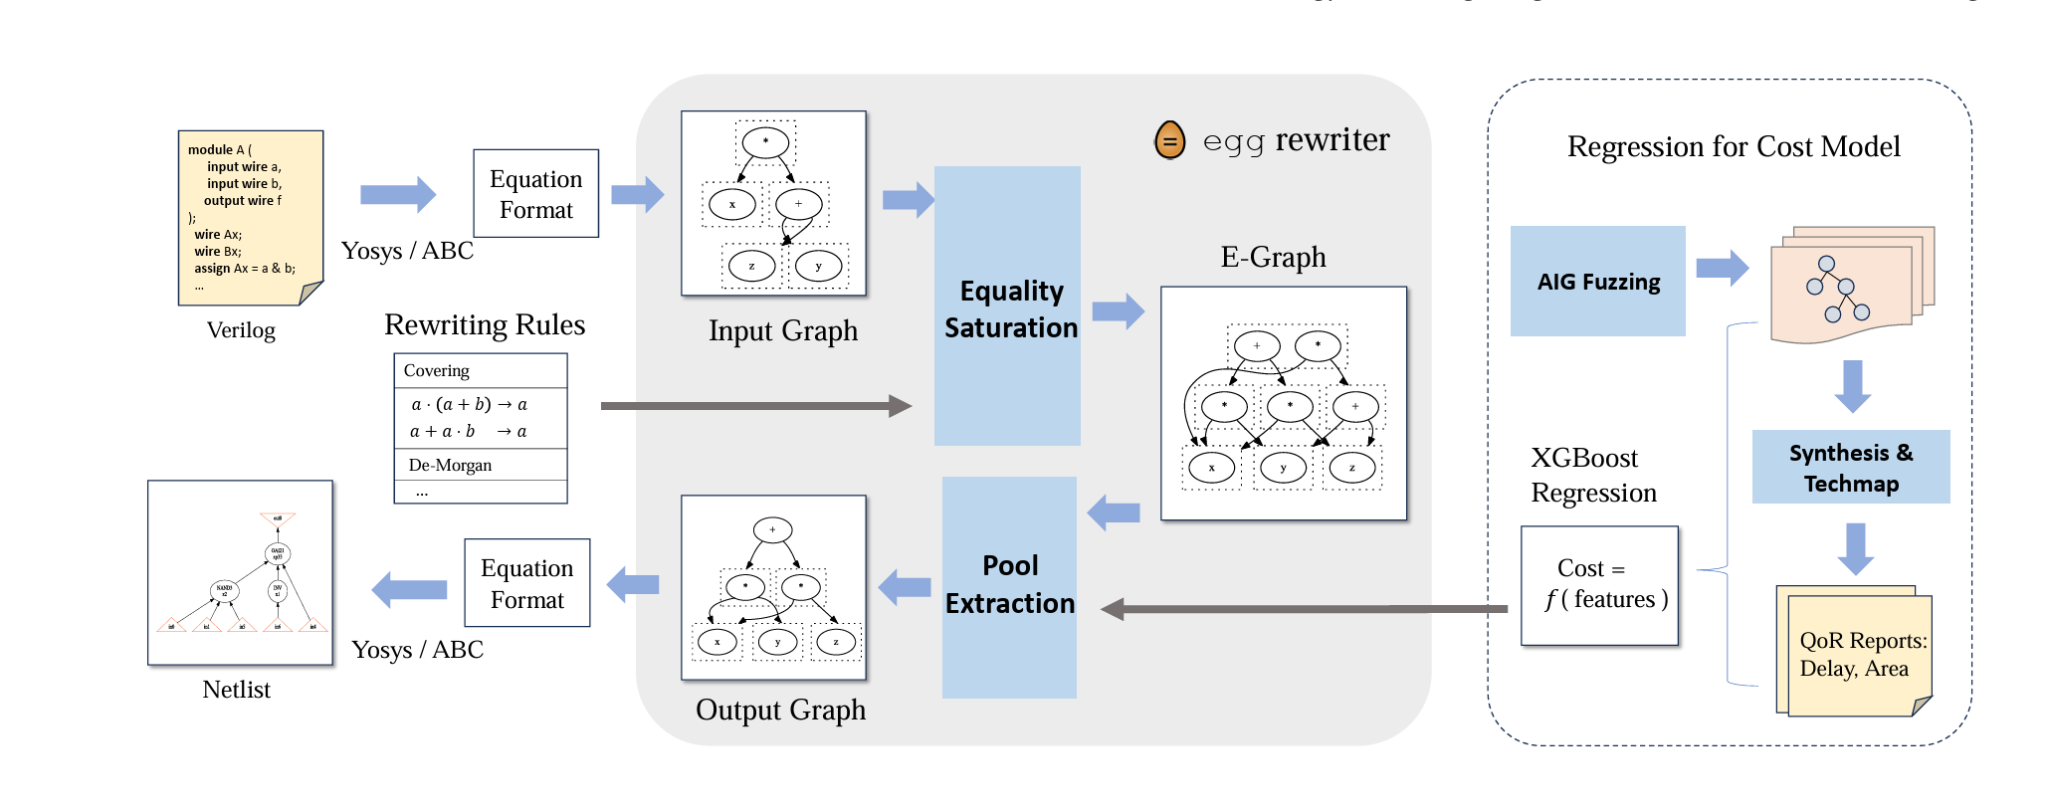 module A (
input wire a,
input wire b,
output wire f
);
wire Ax;
wire Bx;
assign Ax = a & b;
...
Verilog
Yosys / ABC
Equation
Format
Rewriting Rules
Covering
a · (a + b) → a
a + a · b → a
De-Morgan
...
egg rewriter
*
x
+
z
y
Input Graph
Equality
Saturation
E-Graph
+
*
*
*
+
x
y
z
Pool
Extraction
+
*
*
x
y
z
Output Graph
Equation
Format
Yosys / ABC
Netlist
Regression for Cost Model
AIG Fuzzing
Synthesis &
Techmap
QoR Reports:
Delay, Area
XGBoost
Regression
Cost =
f ( features )